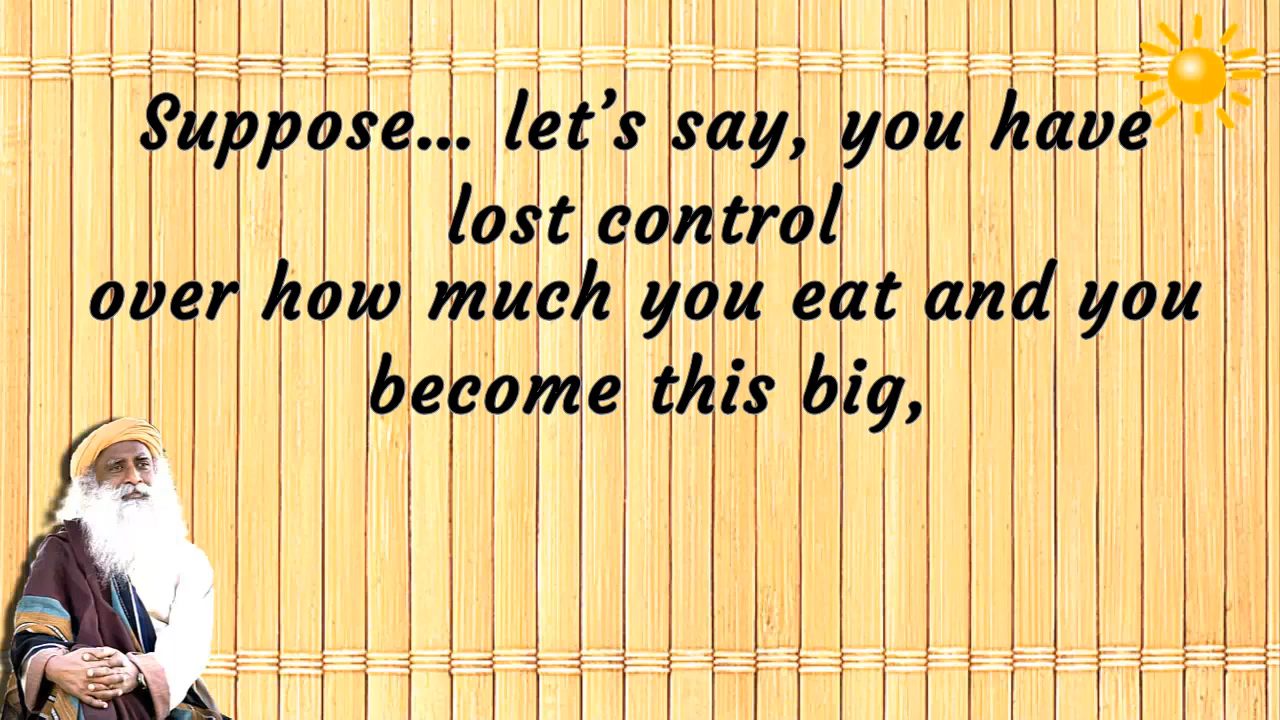 Suppose... let’s say, you have
lost control
over how much you eat and you
become this big,